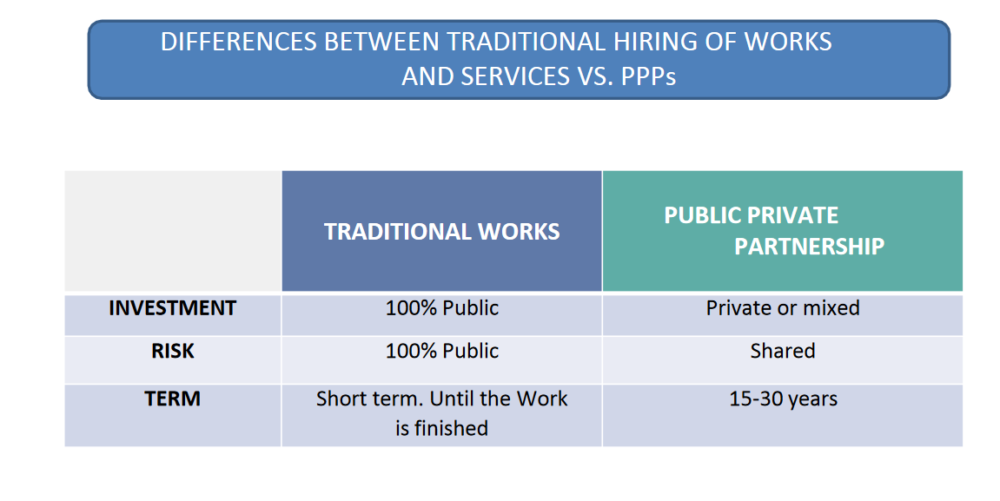 DIFFERENCES BETWEEN TRADITIONAL HIRING OF WORKS
AND SERVICES VS. PPPs
TRADITIONAL WORKS
PUBLIC PRIVATE
PARTNERSHIP
INVESTMENT
100% Public
Private or mixed
RISK
100% Public
Shared
TERM
Short term. Until the Work
is finished
15-30 years